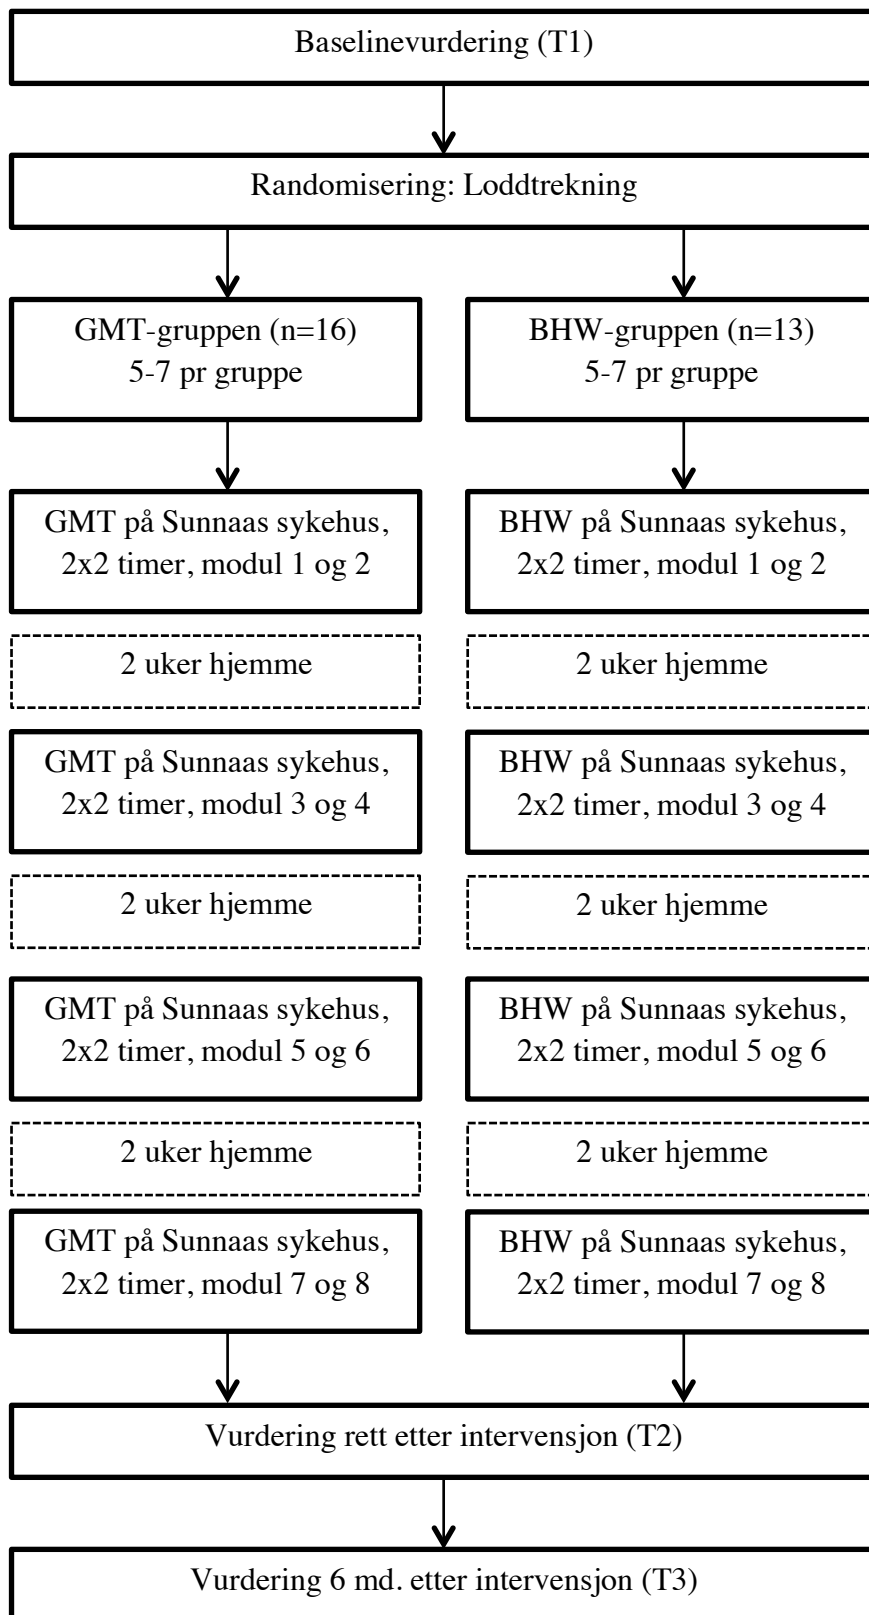 Baselinevurdering (T1)
Randomisering: Loddtrekning
GMT-gruppen (n=16)
5-7 pr gruppe
BHW-gruppen (n=13)
5-7 pr gruppe
GMT på Sunnaas sykehus,
2x2 timer, modul 1 og 2
BHW på Sunnaas sykehus,
2x2 timer, modul 1 og 2
2 uker hjemme
2 uker hjemme
GMT på Sunnaas sykehus,
2x2 timer, modul 3 og 4
BHW på Sunnaas sykehus,
2x2 timer, modul 3 og 4
2 uker hjemme
2 uker hjemme
GMT på Sunnaas sykehus,
2x2 timer, modul 5 og 6
BHW på Sunnaas sykehus,
2x2 timer, modul 5 og 6
2 uker hjemme
2 uker hjemme
GMT på Sunnaas sykehus,
2x2 timer, modul 7 og 8
BHW på Sunnaas sykehus,
2x2 timer, modul 7 og 8
Vurdering rett etter intervensjon (T2)
Vurdering 6 md. etter intervensjon (T3)